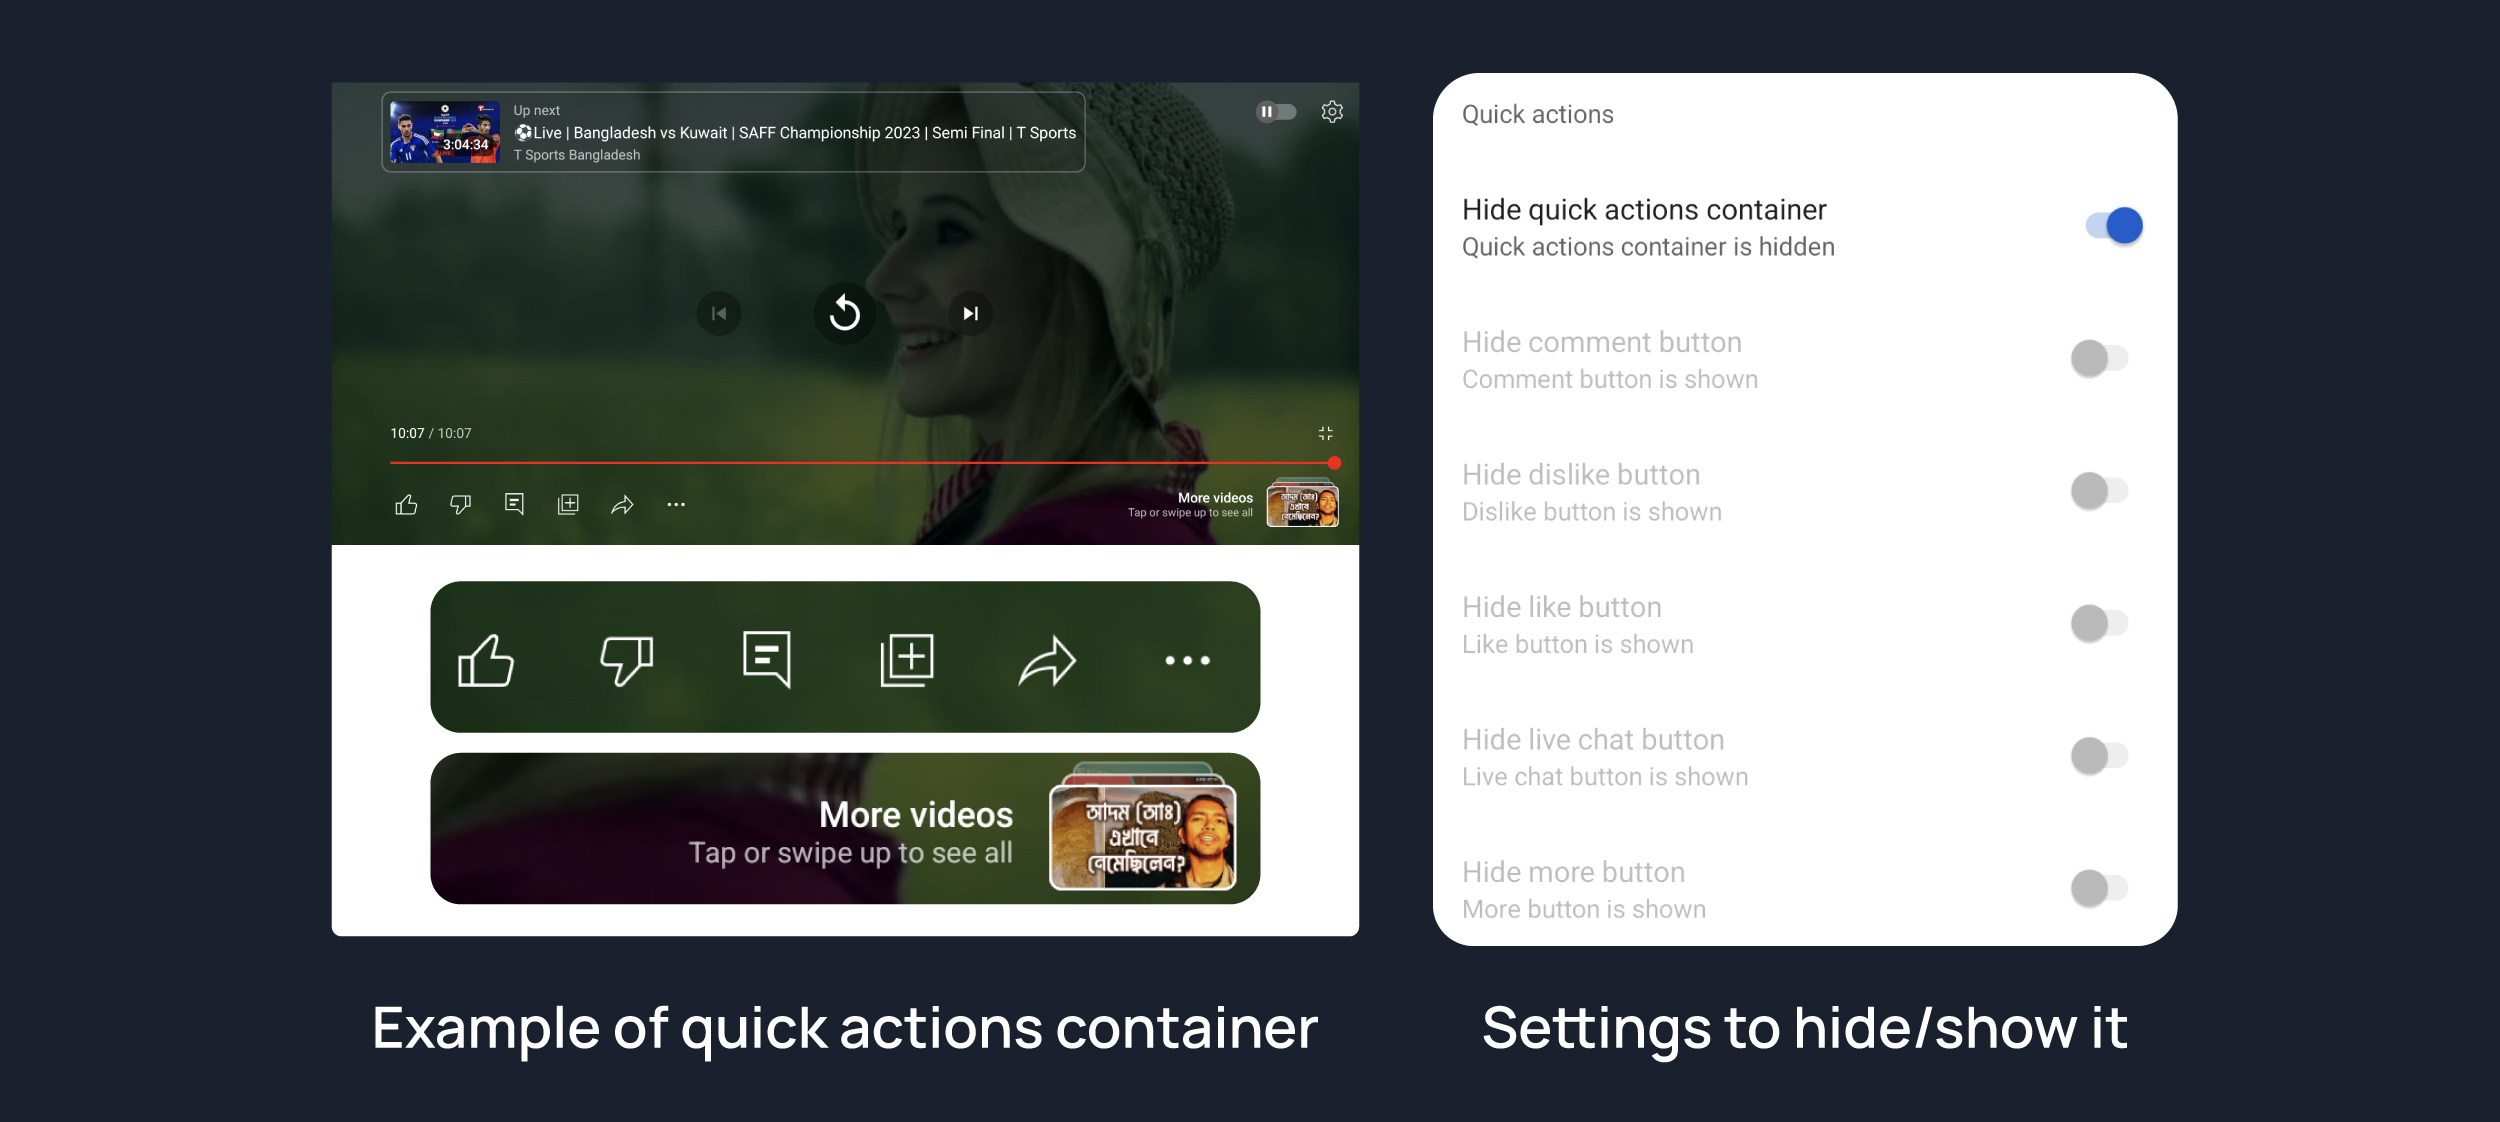 Up next
⚽Live | Bangladesh vs Kuwait | SAFF Championship 2023 | Semi Final | T Sports
T Sports Bangladesh
3:04:34
10:07 / 10:07
More videos
Tap or swipe up to see all
আদম (আঃ)
এখানে
নেমেছিলেন?
More videos
Tap or swipe up to see all
আদম (আঃ)
এখানে
নেমেছিলেন?
Example of quick actions container
Quick actions
Hide quick actions container
Quick actions container is hidden
Hide comment button
Comment button is shown
Hide dislike button
Dislike button is shown
Hide like button
Like button is shown
Hide live chat button
Live chat button is shown
Hide more button
More button is shown
Settings to hide/show it